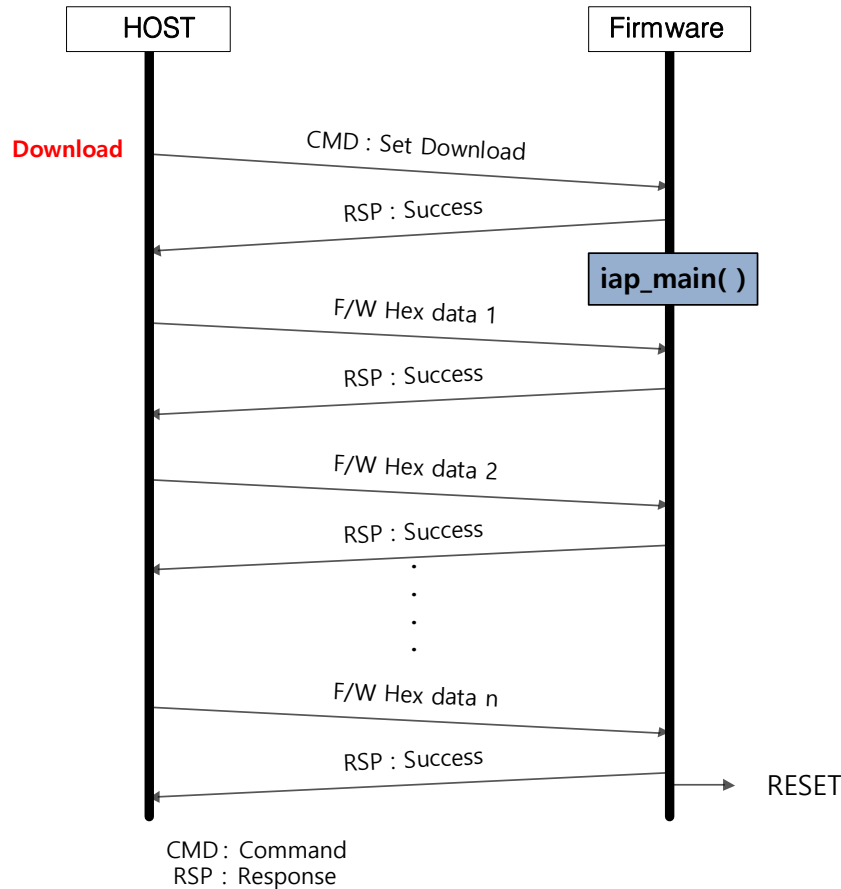 HOST
Firmware
Download
CMD : Set Download
RSP : Success
iap_main( )
F/W Hex data 1
RSP : Success
F/W Hex data 2
RSP : Success
F/W Hex data n
RSP : Success
RESET
CMD : Command
RSP : Response